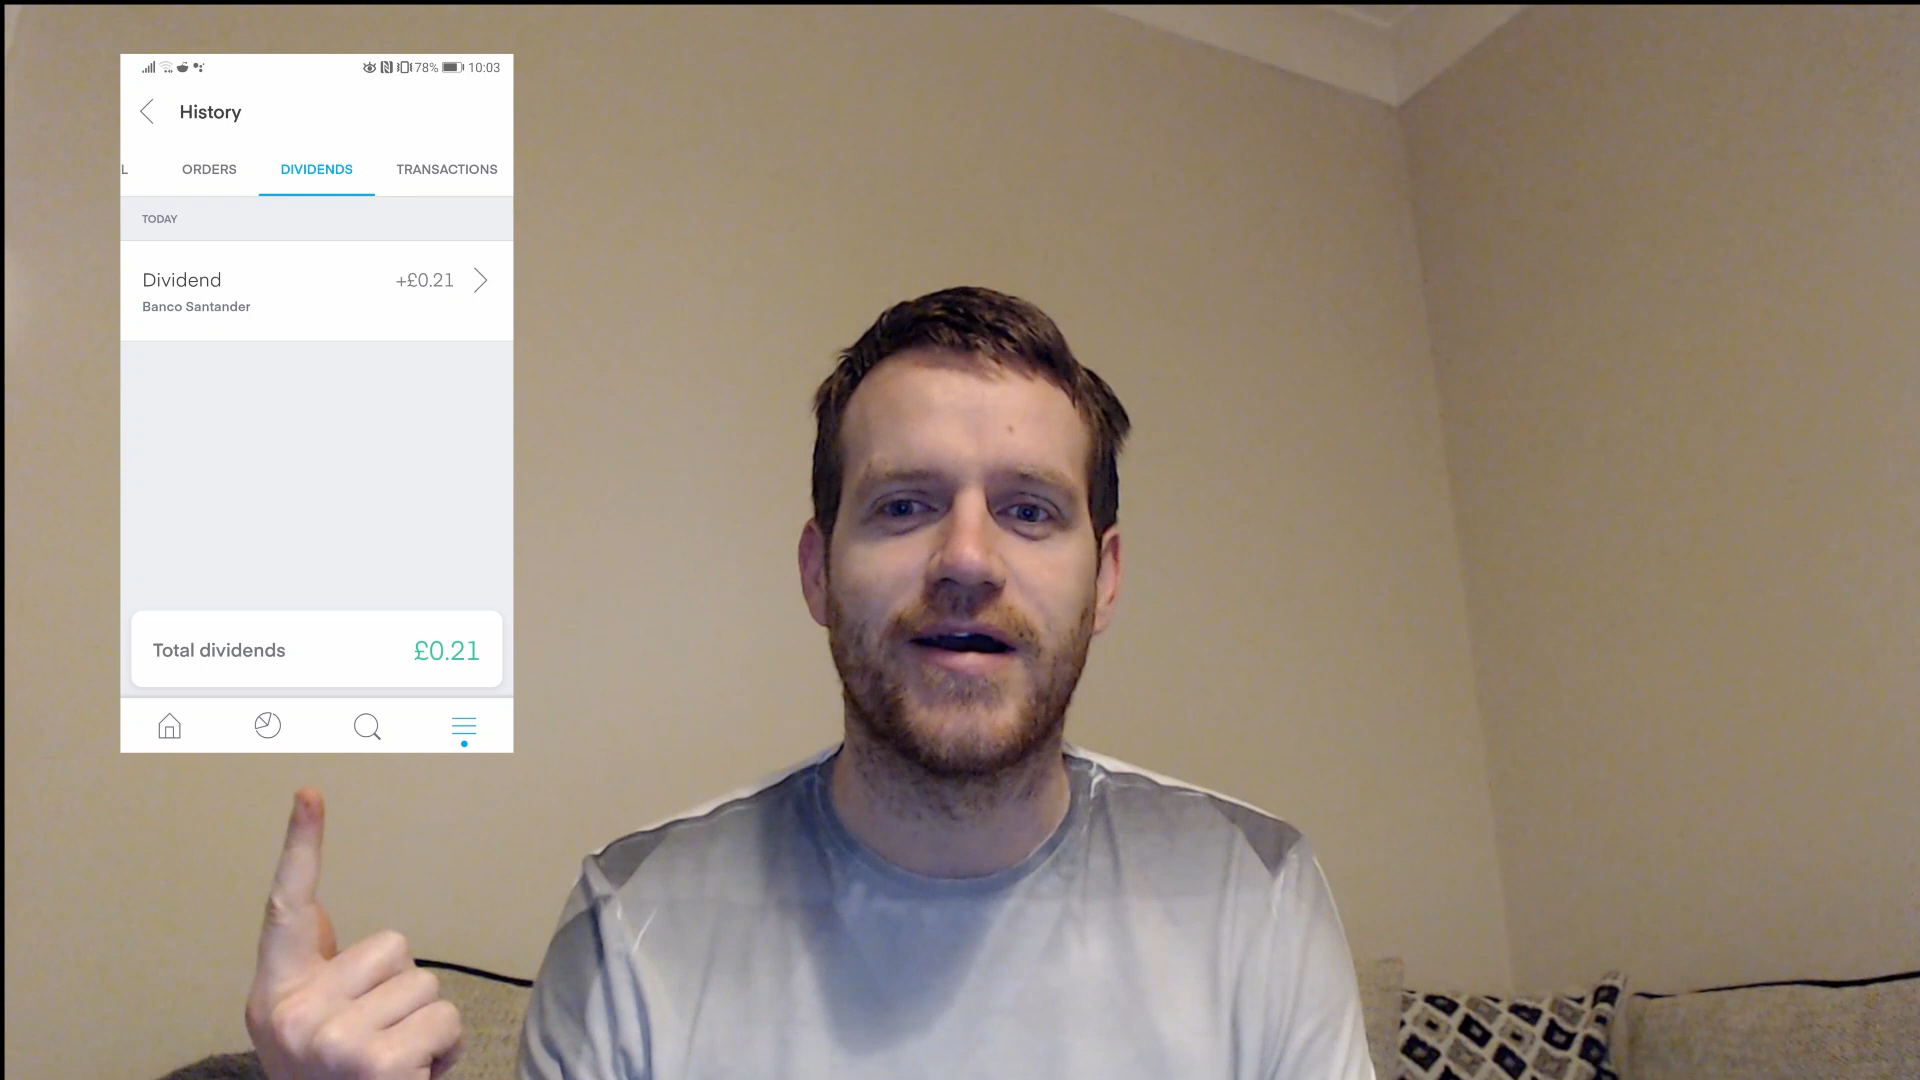 78% 10:03
History
L ORDERS DIVIDENDS TRANSACTIONS
TODAY
Dividend +£0.21
Banco Santander
Total dividends £0.21